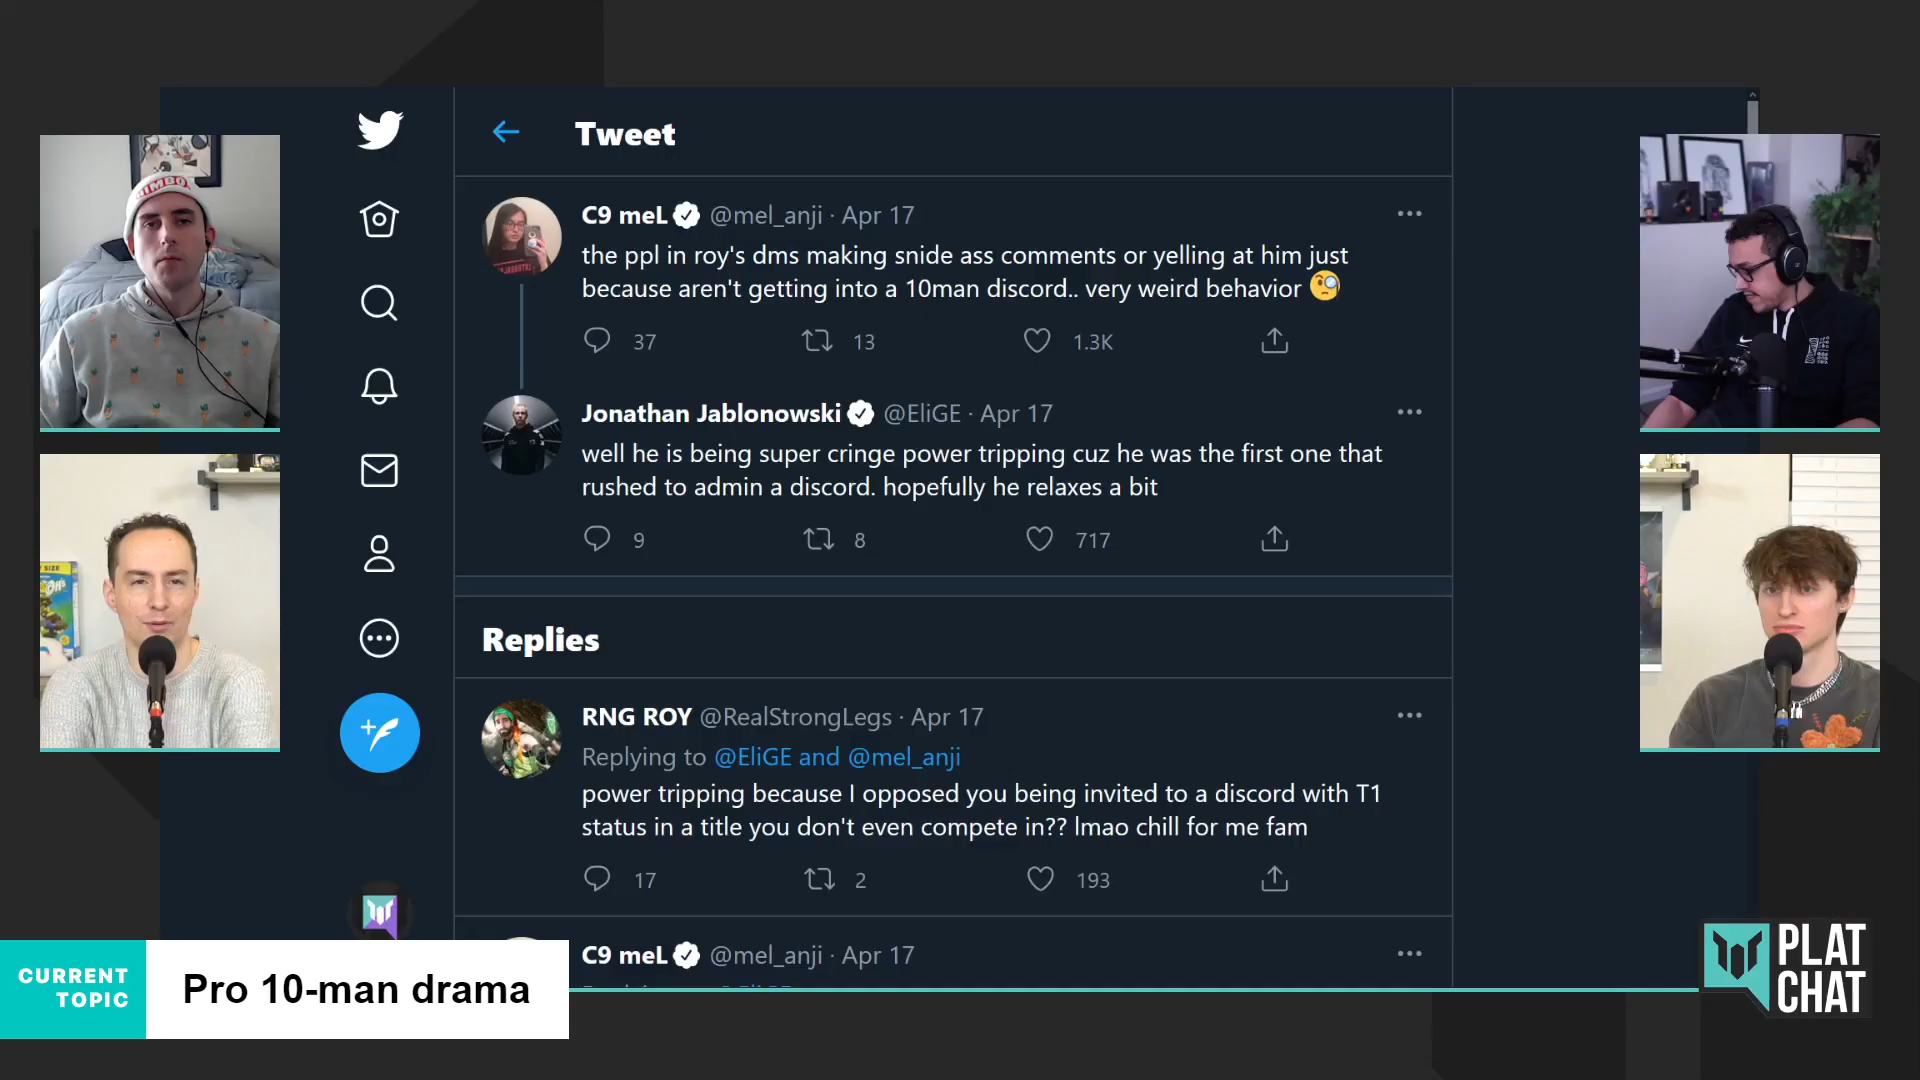 Tweet
C9 meL @mel_anji · Apr 17
the ppl in roy's dms making snide ass comments or yelling at him just
because aren't getting into a 10man discord.. very weird behavior 🧐
37 13 1.3K
Jonathan Jablonowski @EliGE · Apr 17
well he is being super cringe power tripping cuz he was the first one that
rushed to admin a discord. hopefully he relaxes a bit
9 8 717
Replies
RNG ROY @RealStrongLegs · Apr 17
Replying to @EliGE and @mel_anji
power tripping because I opposed you being invited to a discord with T1
status in a title you don't even compete in?? lmao chill for me fam
17 2 193
C9 meL @mel_anji · Apr 17
CURRENT
TOPIC
Pro 10-man drama
PLAT
CHAT